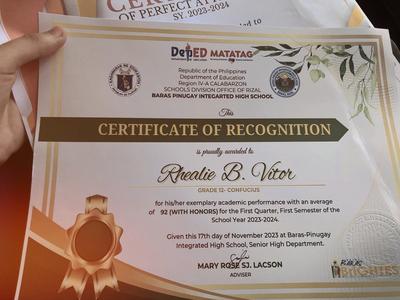 OF PERFECT
SY. 2023-2024
DepED MATATAG
Republic of the Philippines
Department of Education
Region IV-A CALABARZON
SCHOOLS DIVISION OFFICE OF RIZAL
BARAS PINUGAY INTEGARTED HIGH SCHOOL
This
CERTIFICATE OF RECOGNITION
is proudly awarded to
Rhealie B. Vitor
GRADE 12- CONFUCIUS
for his/her exemplary academic performance with an average
of 92 (WITH HONORS) for the First Quarter, First Semester of the
School Year 2023-2024.
Given this 17th day of November 2023 at Baras-Pinugay
Integrated High School, Senior High Department.
MARY ROSE SJ. LACSON
ADVISER